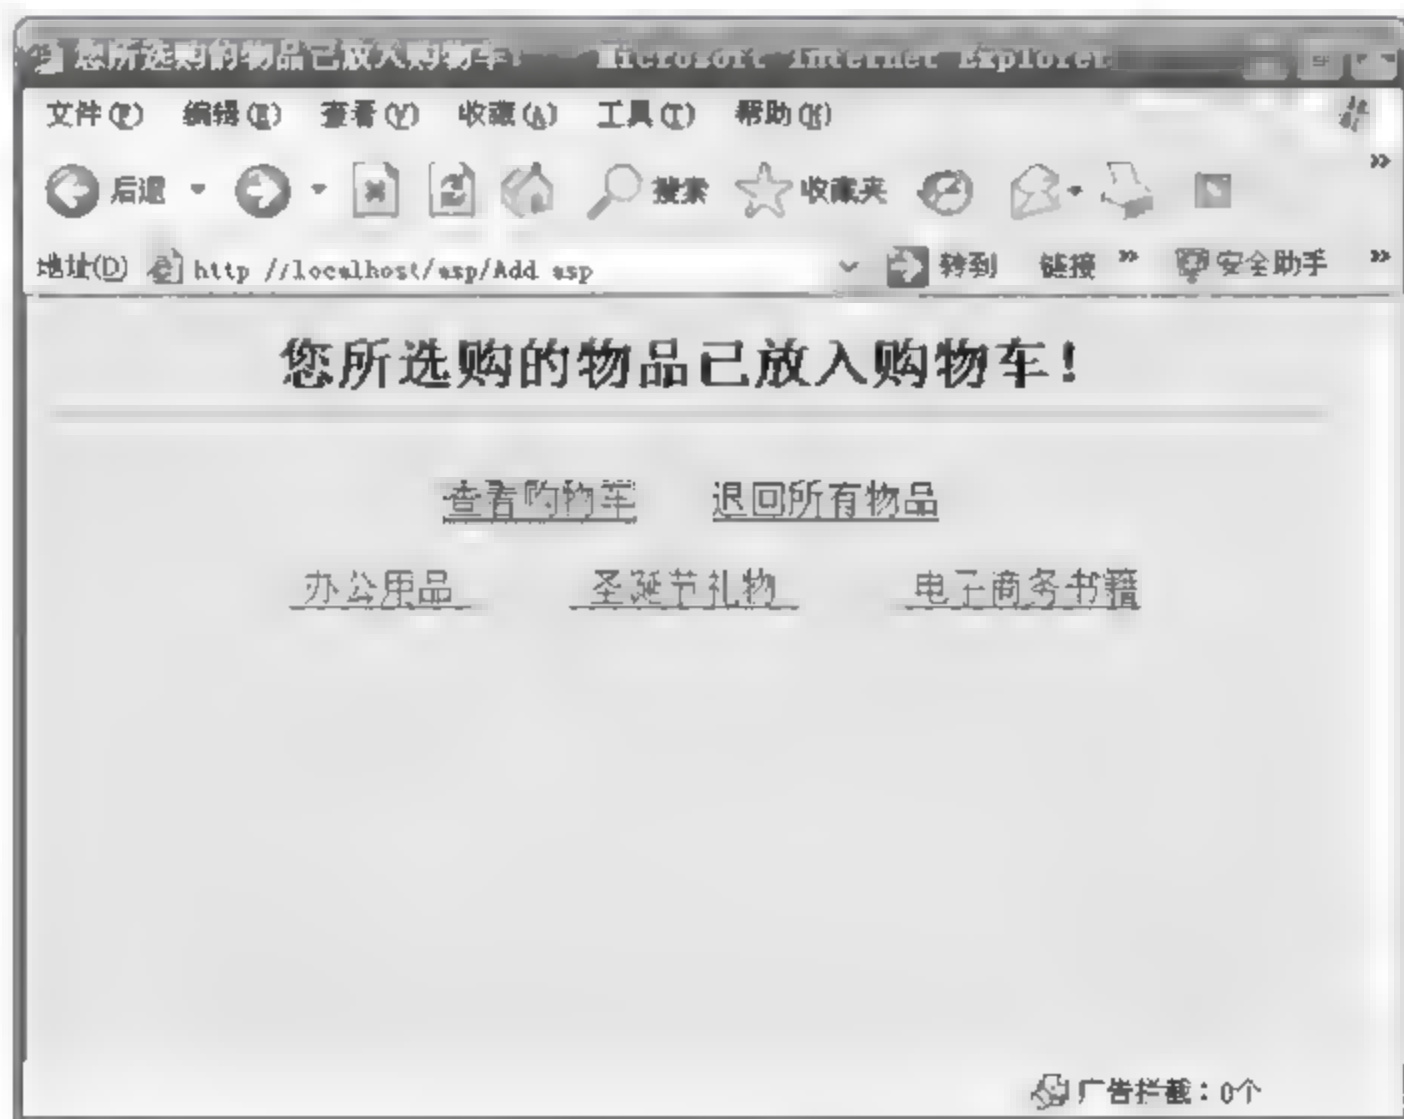 您所选购的物品已放入购物车! - Microsoft Internet Explorer
文件(F) 编辑(E) 查看(V) 收藏(A) 工具(T) 帮助(H)
后退 搜索 收藏夹 »
地址(D) http //localhost/asp/Add asp 转到 链接 » 安全助手 »
您所选购的物品已放入购物车!
查看购物车 退回所有物品
办公用品 圣诞节礼物 电子商务书籍
广告拦截:0个